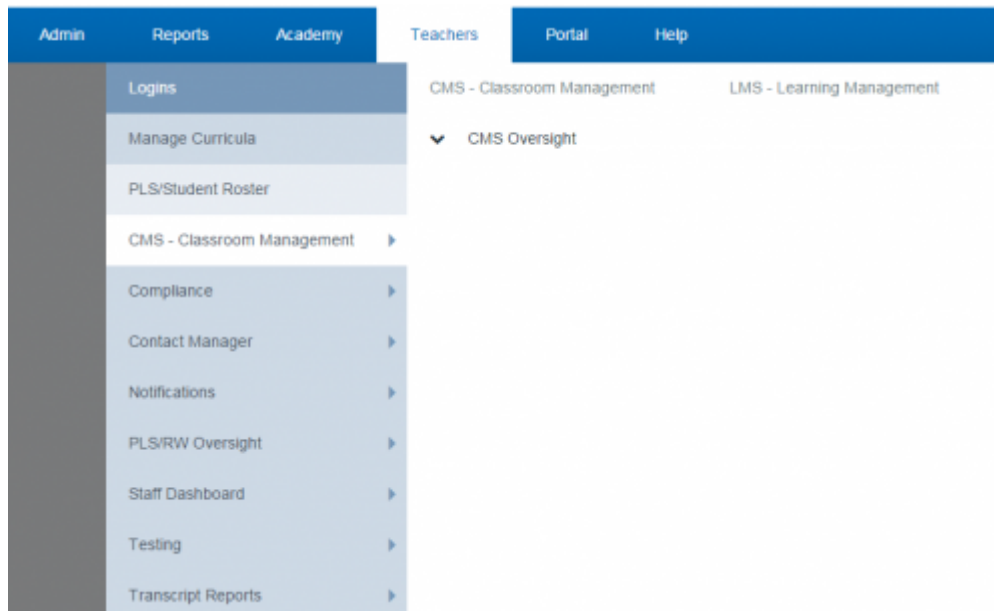 Admin Reports Academy Teachers Portal Help
Logins
CMS - Classroom Management LMS - Learning Management
Manage Curricula
CMS Oversight
PLS/Student Roster
CMS - Classroom Management
Compliance
Contact Manager
Notifications
PLS/RW Oversight
Staff Dashboard
Testing
Transcript Reports